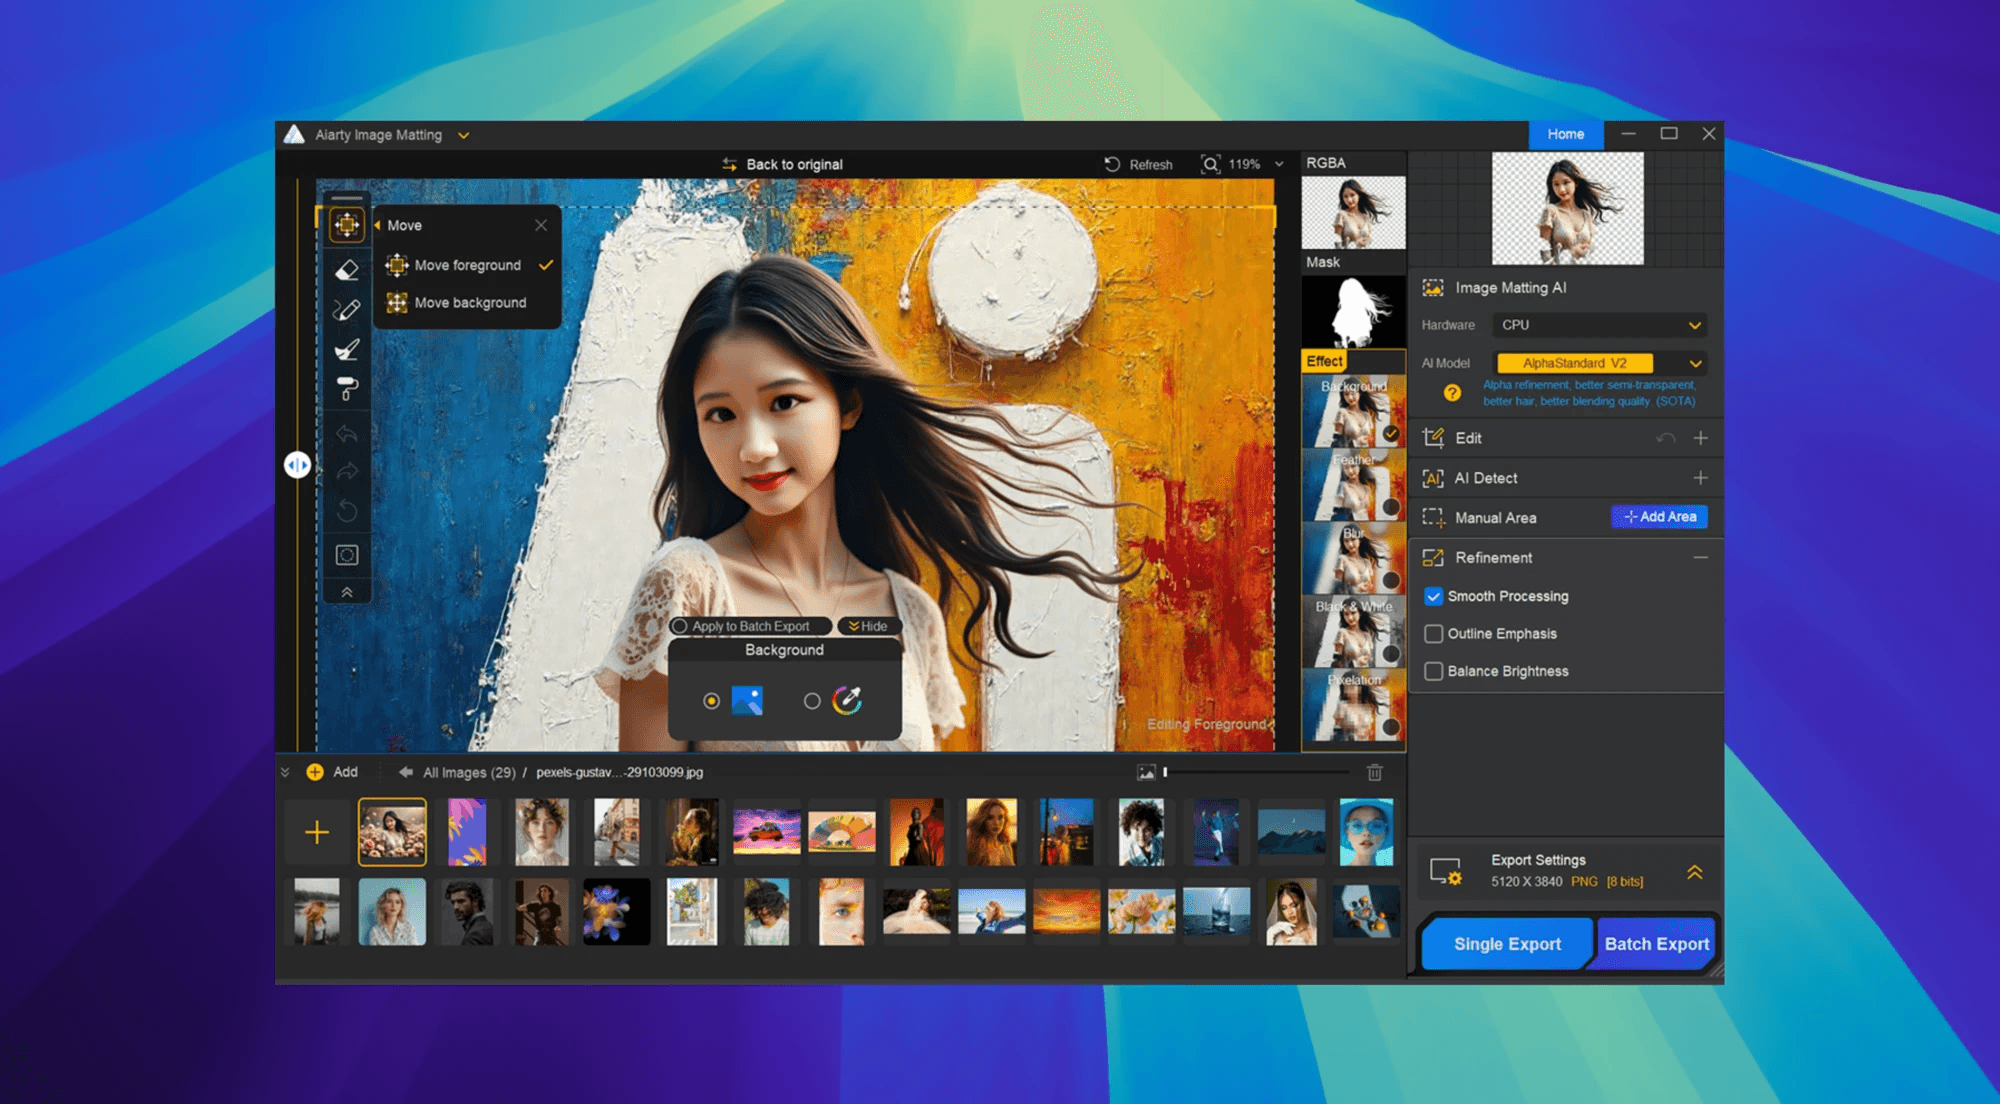 Aiarty Image Matting
Home
Back to original
Refresh
119%
Move
Move foreground
Move background
Apply to Batch Export
Hide
Background
Editing Foreground
RGBA
Mask
Effect
Background
Feather
Blur
Black & White
Pixelation
Image Matting AI
Hardware
CPU
AI Model
AlphaStandard V2
?
Alpha refinement, better semi-transparent,
better hair, better blending quality. (SOTA)
Edit
AI
AI Detect
Manual Area
Add Area
Refinement
Smooth Processing
Outline Emphasis
Balance Brightness
Add
All Images (29) / pexels-gustav...-29103099.jpg
Export Settings
5120 X 3840 PNG [8 bits]
Single Export
Batch Export